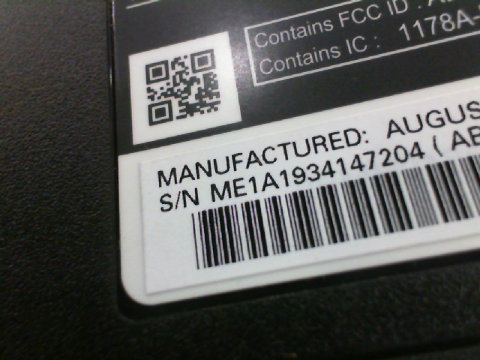 Contains FCC ID :
Contains IC : 1178A-
MANUFACTURED: AUGUS
S/N ME1A1934147204 ( AB